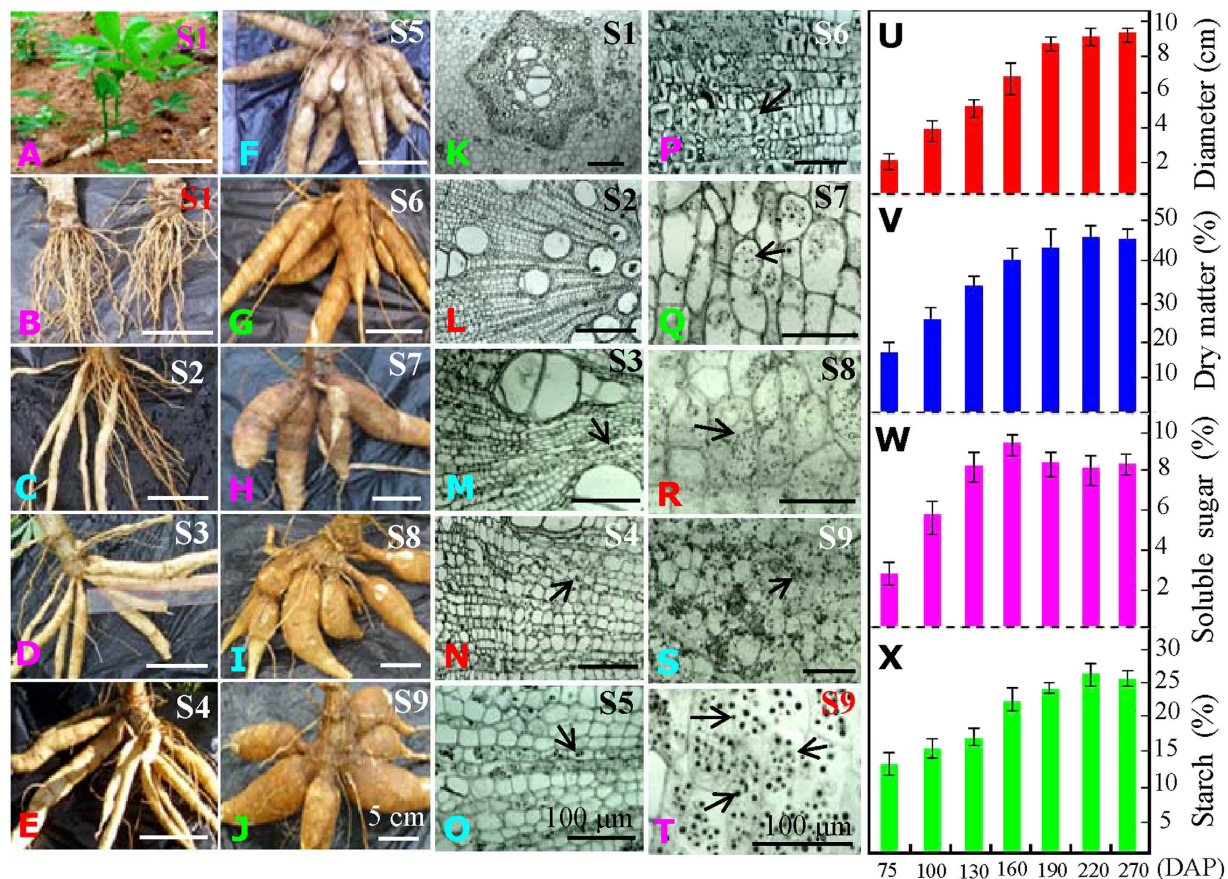 S1
A
S1
B
S2
C
S3
D
S4
E
S5
F
S6
G
S7
H
S8
I
S9
J
5 cm
S1
K
S2
L
S3
M
S4
N
S5
O
100 µm
S6
P
S7
Q
S8
R
S9
S
S9
T
100 µm
U
10
8
6
4
2
Diameter (cm)
V
50
40
30
20
10
Dry matter (%)
W
10
8
6
4
2
Soluble sugar (%)
X
30
25
20
15
10
5
Starch (%)
75 100 130 160 190 220 270 (DAP)